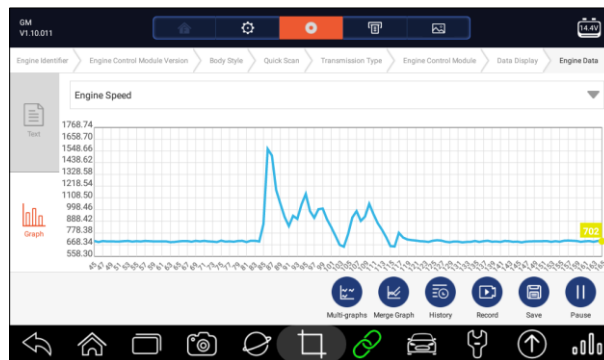 GM
V1.10.011
14.4V
Engine Identifier
Engine Control Module Version
Body Style
Quick Scan
Transmission Type
Engine Control Module
Data Display
Engine Data
Text
Graph
Engine Speed
1768.74
1658.70
1548.66
1438.62
1328.58
1218.54
1108.50
998.46
888.42
778.38
668.34
558.30
702
Multi-graphs
Merge Graph
History
Record
Save
Pause